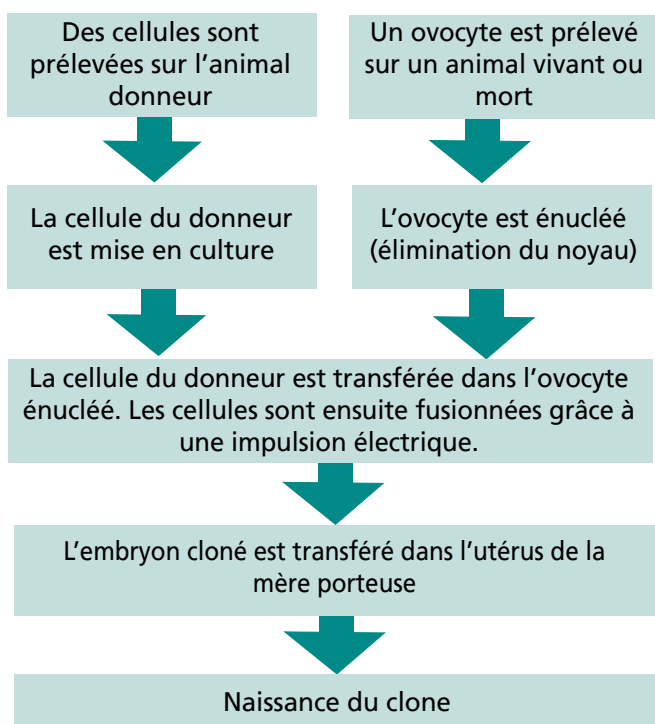 Des cellules sont
prélevées sur l’animal
donneur
Un ovocyte est prélevé
sur un animal vivant ou
mort
La cellule du donneur
est mise en culture
L’ovocyte est énucléé
(élimination du noyau)
La cellule du donneur est transférée dans l’ovocyte
énucléé. Les cellules sont ensuite fusionnées grâce à
une impulsion électrique.
L’embryon cloné est transféré dans l’utérus de la
mère porteuse
Naissance du clone